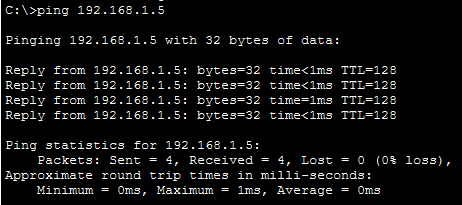 C:\>ping 192.168.1.5
Pinging 192.168.1.5 with 32 bytes of data:
Reply from 192.168.1.5: bytes=32 time<1ms TTL=128
Reply from 192.168.1.5: bytes=32 time<1ms TTL=128
Reply from 192.168.1.5: bytes=32 time=1ms TTL=128
Reply from 192.168.1.5: bytes=32 time<1ms TTL=128
Ping statistics for 192.168.1.5:
    Packets: Sent = 4, Received = 4, Lost = 0 (0% loss),
Approximate round trip times in milli-seconds:
    Minimum = 0ms, Maximum = 1ms, Average = 0ms